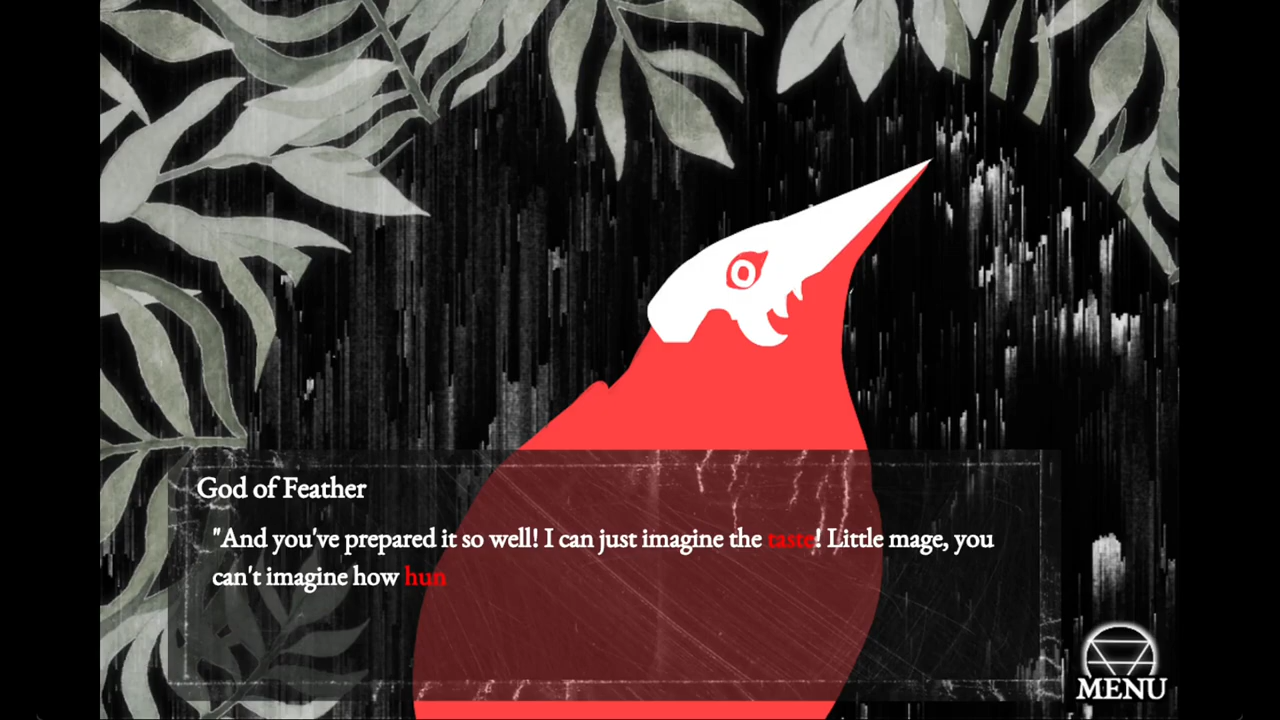 God of Feather
"And you've prepared it so well! I can just imagine the taste! Little mage, you
can't imagine how hun
MENU